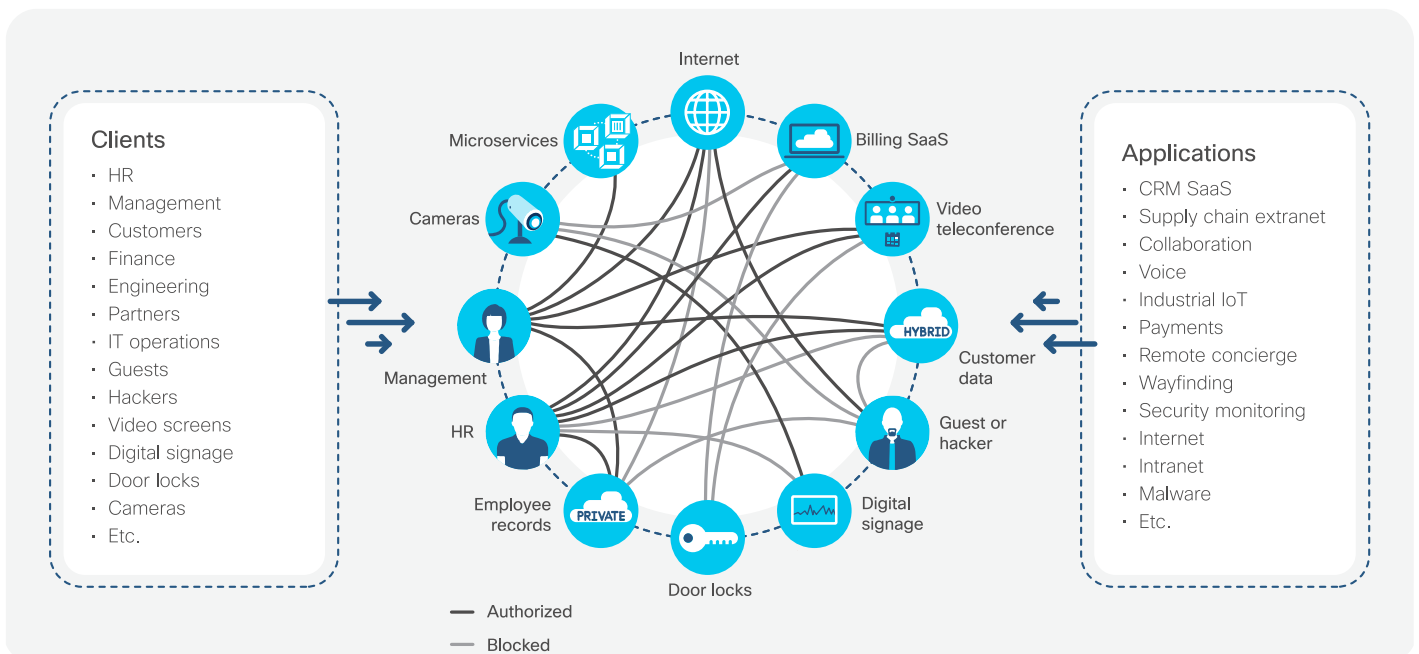 Clients
· HR
· Management
· Customers
· Finance
· Engineering
· Partners
· IT operations
· Guests
· Hackers
· Video screens
· Digital signage
· Door locks
· Cameras
· Etc.
Internet
Microservices
Billing SaaS
Cameras
Video
teleconference
Management
HYBRID
Customer
data
HR
Guest or
hacker
Employee
records
PRIVATE
Digital
signage
Door locks
Authorized
Blocked
Applications
· CRM SaaS
· Supply chain extranet
· Collaboration
· Voice
· Industrial IoT
· Payments
· Remote concierge
· Wayfinding
· Security monitoring
· Internet
· Intranet
· Malware
· Etc.